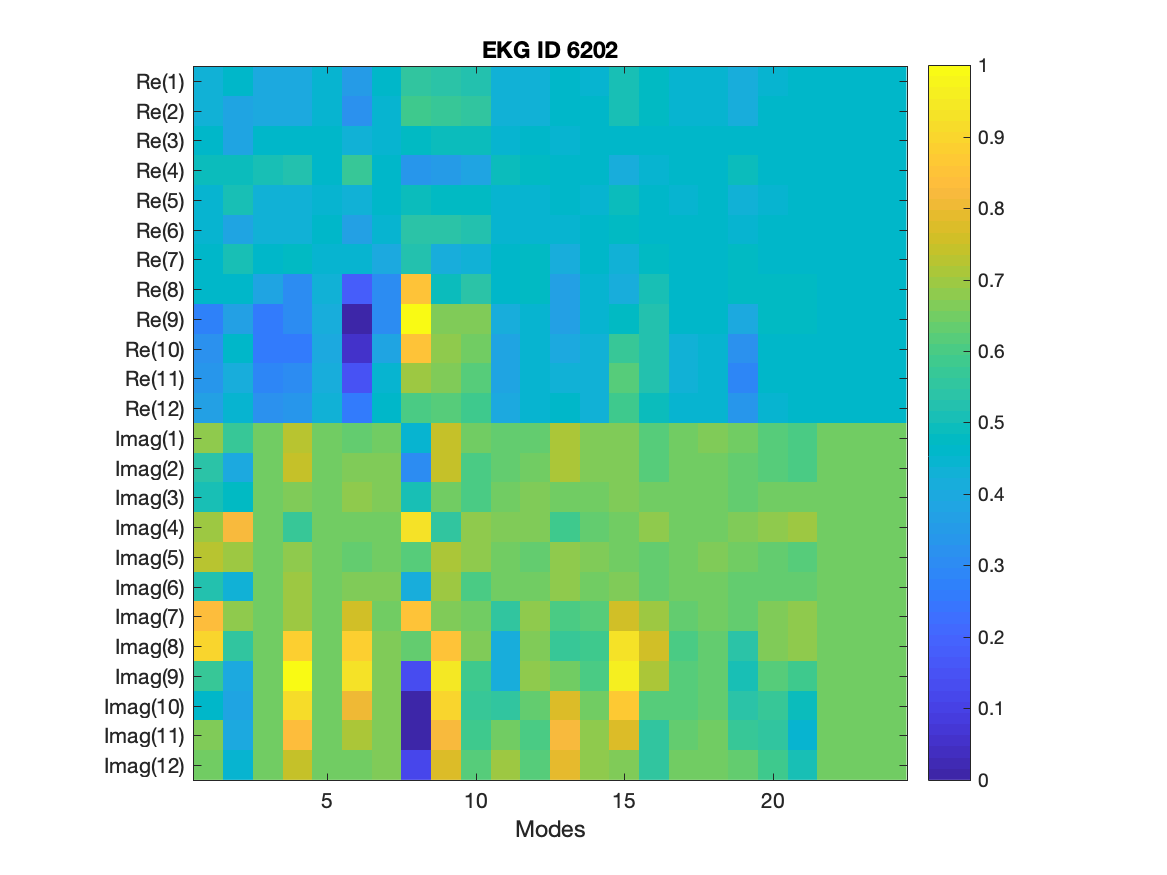 EKG ID 6202
Re(1)
Re(2)
Re(3)
Re(4)
Re(5)
Re(6)
Re(7)
Re(8)
Re(9)
Re(10)
Re(11)
Re(12)
Imag(1)
Imag(2)
Imag(3)
Imag(4)
Imag(5)
Imag(6)
Imag(7)
Imag(8)
Imag(9)
Imag(10)
Imag(11)
Imag(12)
5 10 15 20
Modes
1
0.9
0.8
0.7
0.6
0.5
0.4
0.3
0.2
0.1
0